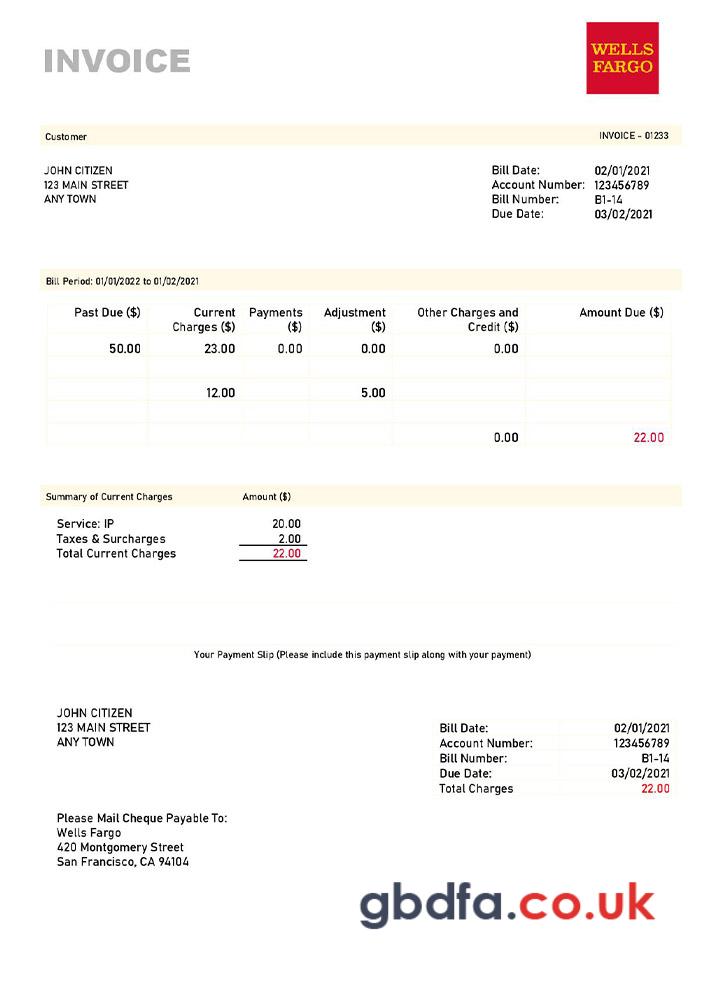 INVOICE
WELLS
FARGO
Customer INVOICE - 01233
JOHN CITIZEN
123 MAIN STREET
ANY TOWN
Bill Date: 02/01/2021
Account Number: 123456789
Bill Number: B1-14
Due Date: 03/02/2021
Bill Period: 01/01/2022 to 01/02/2021
Past Due ($) Current Payments Adjustment Other Charges and Amount Due ($)
Charges ($) ($) ($) Credit ($)
50.00 23.00 0.00 0.00 0.00
12.00 5.00
0.00 22.00
Summary of Current Charges Amount ($)
Service: IP 20.00
Taxes & Surcharges 2.00
Total Current Charges 22.00
Your Payment Slip (Please include this payment slip along with your payment)
JOHN CITIZEN
123 MAIN STREET
ANY TOWN
Bill Date: 02/01/2021
Account Number: 123456789
Bill Number: B1-14
Due Date: 03/02/2021
Total Charges 22.00
Please Mail Cheque Payable To:
Wells Fargo
420 Montgomery Street
San Francisco, CA 94104
gbdfa.co.uk